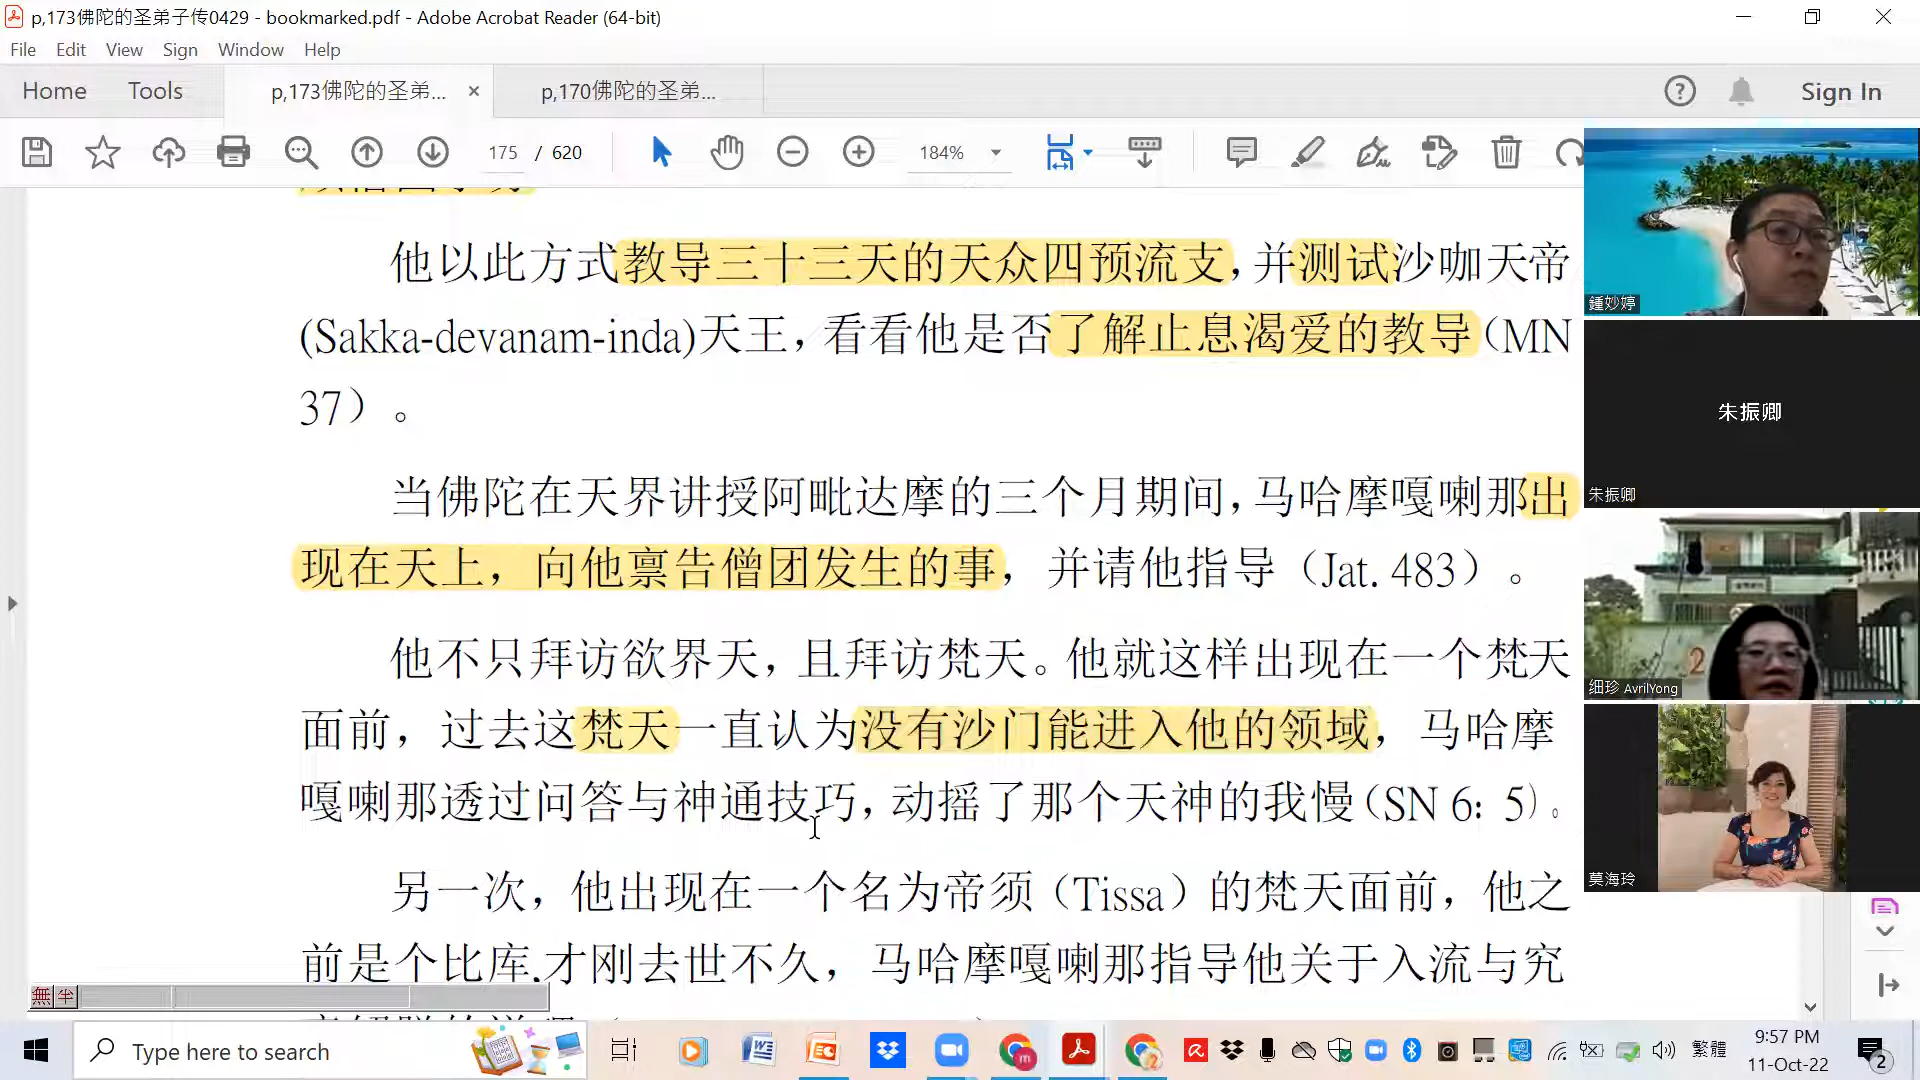 p,173佛陀的圣弟子传0429 - bookmarked.pdf - Adobe Acrobat Reader (64-bit)
File Edit View Sign Window Help
Home Tools p,173佛陀的圣弟... p,170佛陀的圣弟... Sign In
175 / 620 184%
他以此方式教导三十三天的天众四预流支，并测试沙咖天帝
(Sakka-devanam-inda)天王，看看他是否了解止息渴爱的教导（MN
37）。
当佛陀在天界讲授阿毗达摩的三个月期间，马哈摩嘎喇那出
现在天上，向他禀告僧团发生的事，并请他指导（Jat. 483）。
他不只拜访欲界天，且拜访梵天。他就这样出现在一个梵天
面前，过去这梵天一直认为没有沙门能进入他的领域，马哈摩
嘎喇那透过问答与神通技巧，动摇了那个天神的我慢（SN 6：5）。
另一次，他出现在一个名为帝须（Tissa）的梵天面前，他之
前是个比库,才刚去世不久，马哈摩嘎喇那指导他关于入流与究
鍾妙婷
朱振卿
朱振卿
细珍 AvrilYong
2
莫海玲
無 半
Type here to search
繁體
9:57 PM
11-Oct-22
2